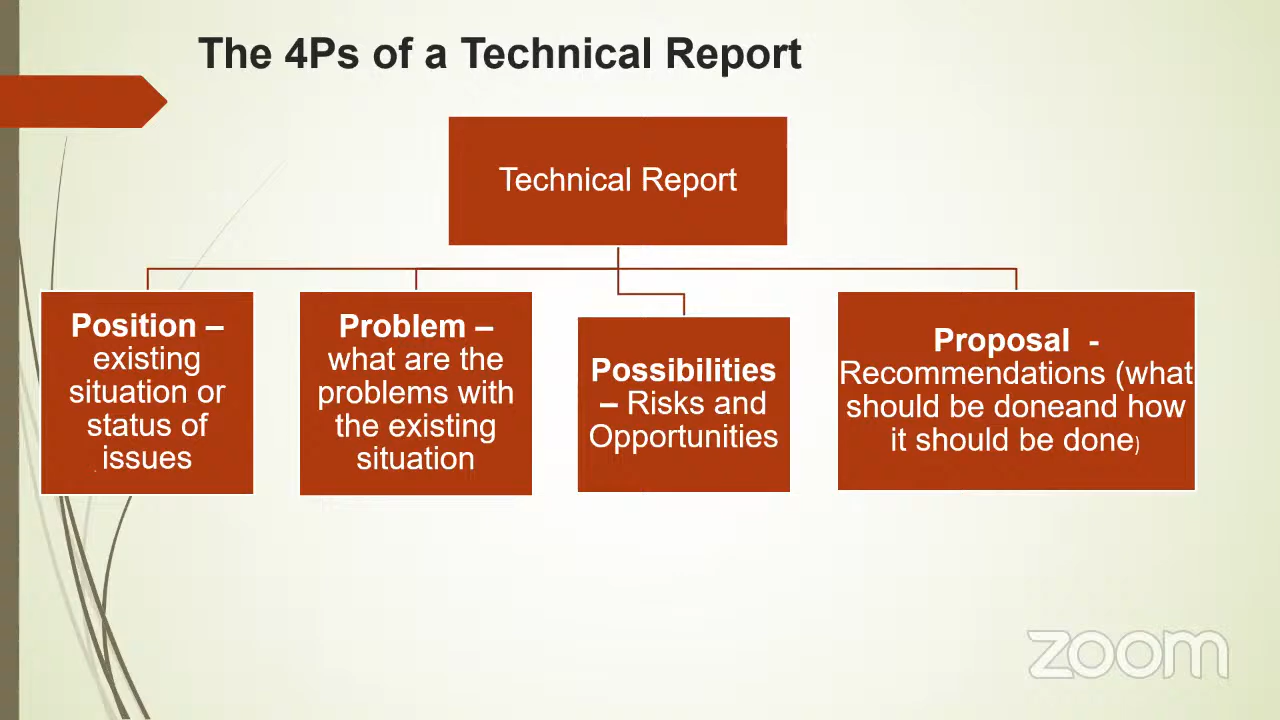 The 4Ps of a Technical Report
Technical Report
Position –
existing
situation or
status of
issues
Problem –
what are the
problems with
the existing
situation
Possibilities
– Risks and
Opportunities
Proposal -
Recommendations (what
should be doneand how
it should be done)
zoom